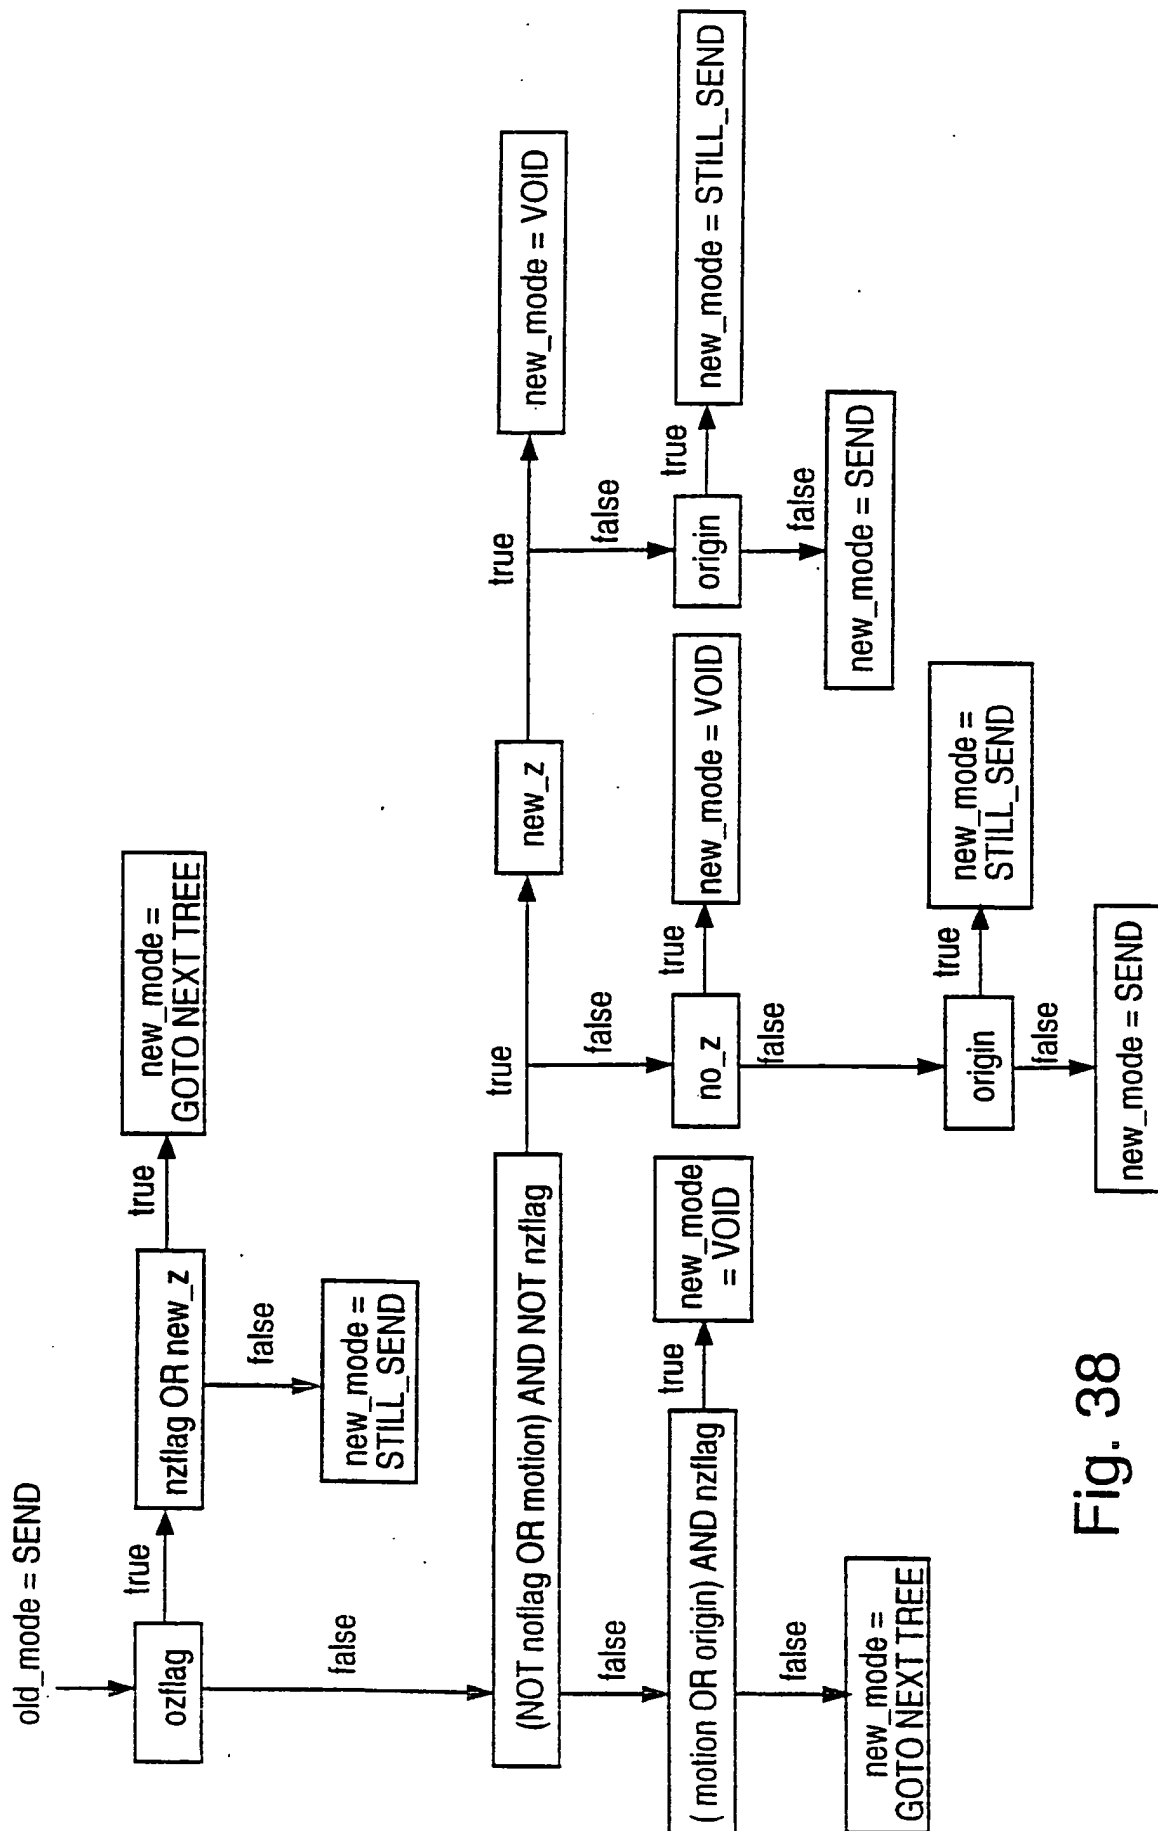 old_mode = SEND
ozflag
true
nzflag OR new_z
true
new_mode =
GOTO NEXT TREE
false
new_mode =
STILL_SEND
false
(NOT noflag OR motion) AND NOT nzflag
true
new_z
true
new_mode = VOID
false
origin
true
new_mode = STILL_SEND
false
new_mode = SEND
false
no_z
true
new_mode = VOID
false
origin
true
new_mode =
STILL_SEND
false
new_mode = SEND
false
( motion OR origin) AND nzflag
true
new_mode
= VOID
false
new_mode =
GOTO NEXT TREE
Fig. 38